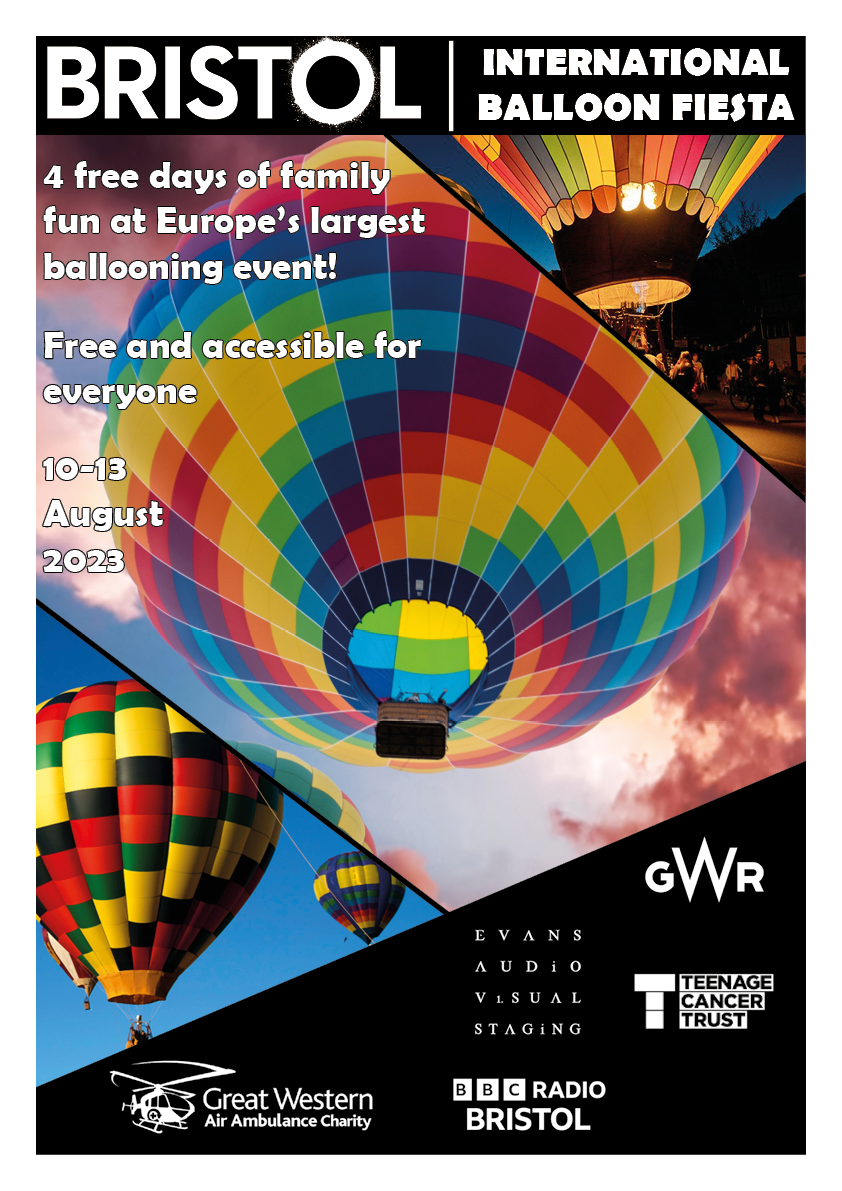 BRISTOL
INTERNATIONAL
BALLOON FIESTA
4 free days of family
fun at Europe's largest
ballooning event!
Free and accessible for
everyone
10-13
August
2023
GWR
EVANS
AUDiO
ViSUAL
STAGiNG
TEENAGE
CANCER
TRUST
Great Western
Air Ambulance Charity
BBC RADIO
BRISTOL